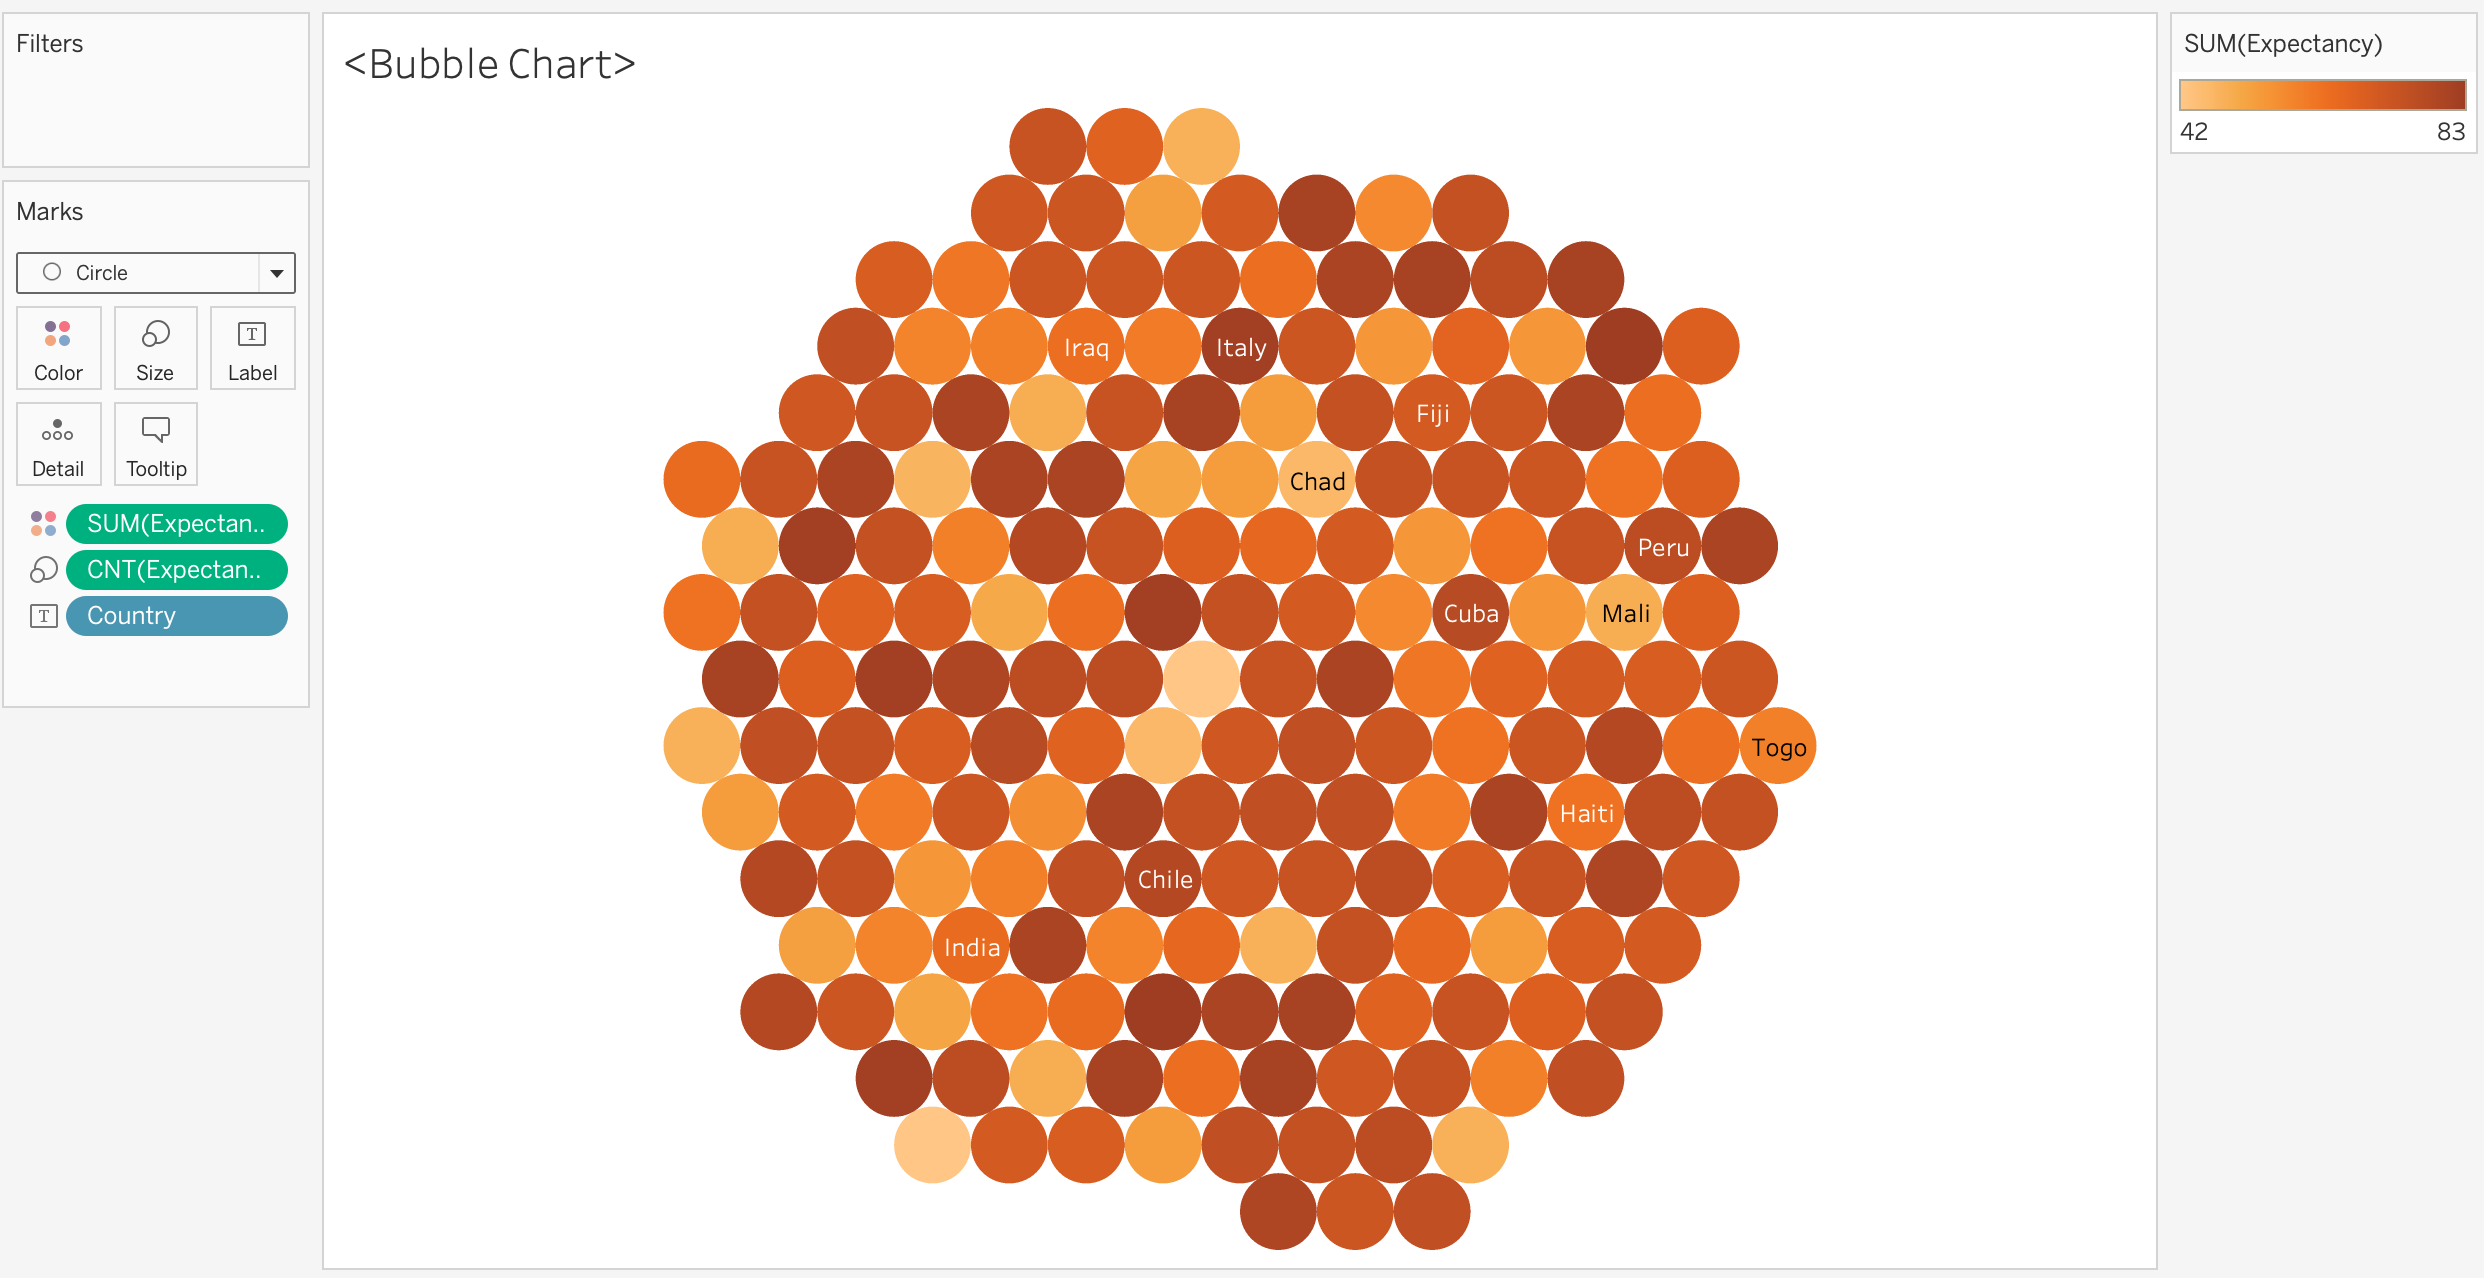 Filters
Marks
Circle
Color
Size
T
Label
Detail
Tooltip
SUM(Expectan..
CNT(Expectan..
T
Country
<Bubble Chart>
Iraq
Italy
Fiji
Chad
Peru
Cuba
Mali
Togo
Haiti
Chile
India
SUM(Expectancy)
42
83